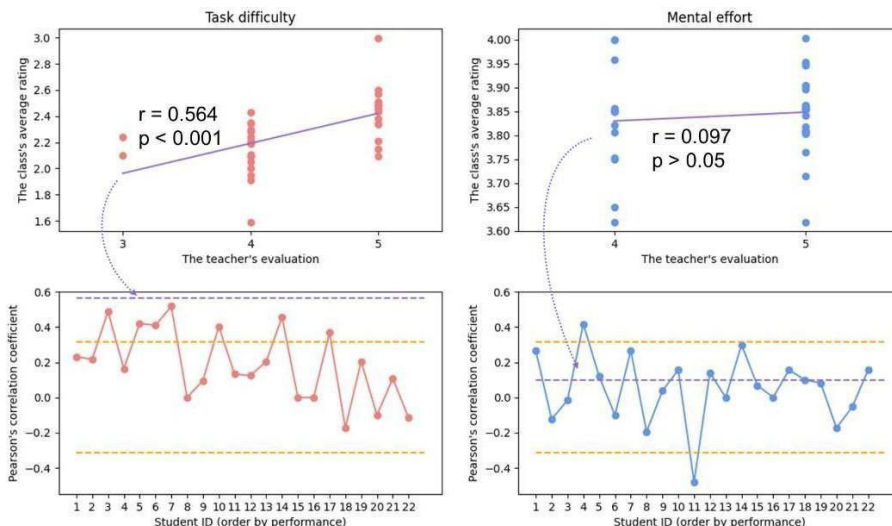 Task difficulty
3.0
2.8
2.6
2.4
2.2
2.0
1.8
1.6
The class's average rating
r = 0.564
p < 0.001
3 4 5
The teacher's evaluation
Mental effort
4.00
3.95
3.90
3.85
3.80
3.75
3.70
3.65
3.60
The class's average rating
r = 0.097
p > 0.05
4 5
The teacher's evaluation
0.6
0.4
0.2
0.0
−0.2
−0.4
Pearson's correlation coefficient
1 2 3 4 5 6 7 8 9 10 11 12 13 14 15 16 17 18 19 20 21 22
Student ID (order by performance)
0.6
0.4
0.2
0.0
−0.2
−0.4
Pearson's correlation coefficient
1 2 3 4 5 6 7 8 9 10 11 12 13 14 15 16 17 18 19 20 21 22
Student ID (order by performance)